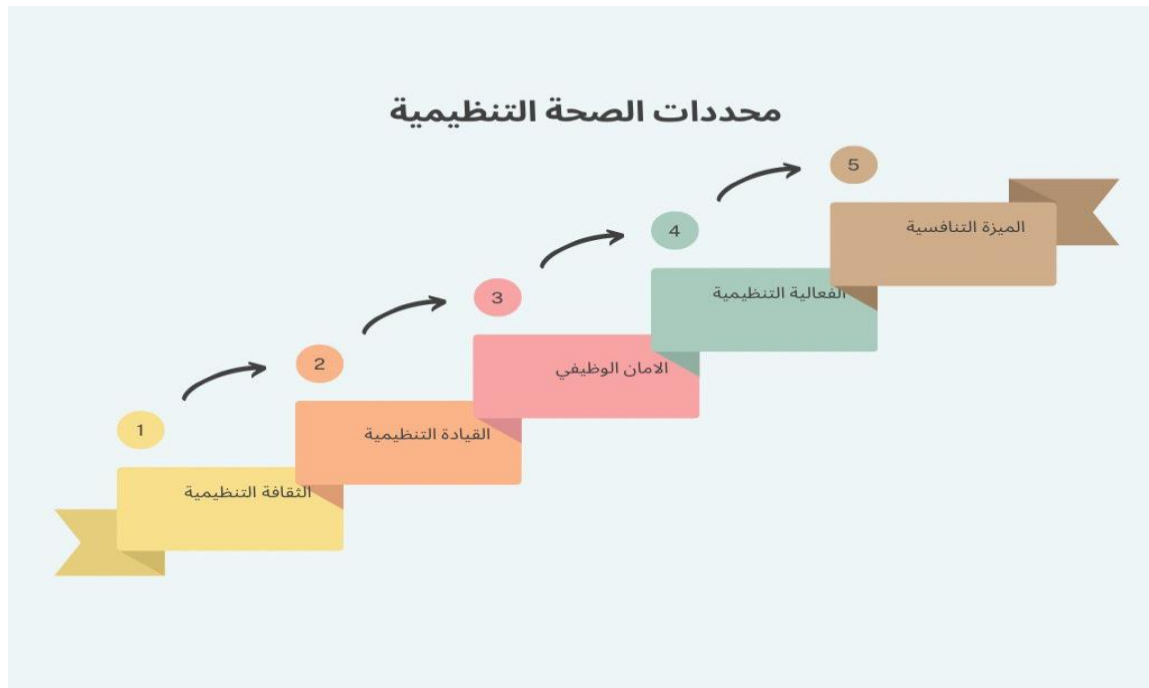 محددات الصحة التنظيمية
5
الميزة التنافسية
4
الفعالية التنظيمية
3
الامان الوظيفي
2
القيادة التنظيمية
1
الثقافة التنظيمية